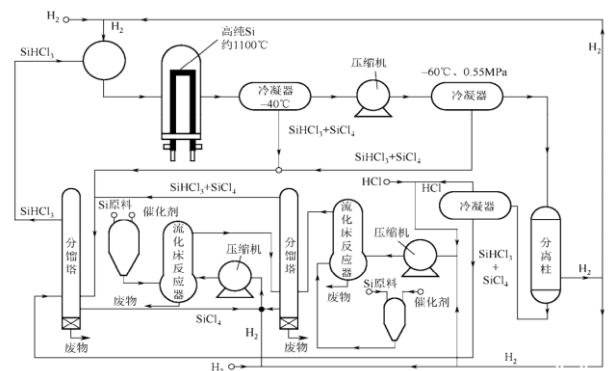 H₂
H₂
SiHCl₃
高纯Si
约1100℃
冷凝器
-40℃
压缩机
-60℃、0.55MPa
冷凝器
H₂
SiHCl₃+SiCl₄
SiHCl₃+SiCl₄
SiHCl₃+SiCl₄
HCl
HCl
冷凝器
SiHCl₃
分馏塔
Si原料
催化剂
流化床反应器
压缩机
分馏塔
流化床反应器
压缩机
SiHCl₃
+
SiCl₄
分离柱
H₂
废物
SiCl₄
废物
Si原料
催化剂
废物
H₂
废物
H₂